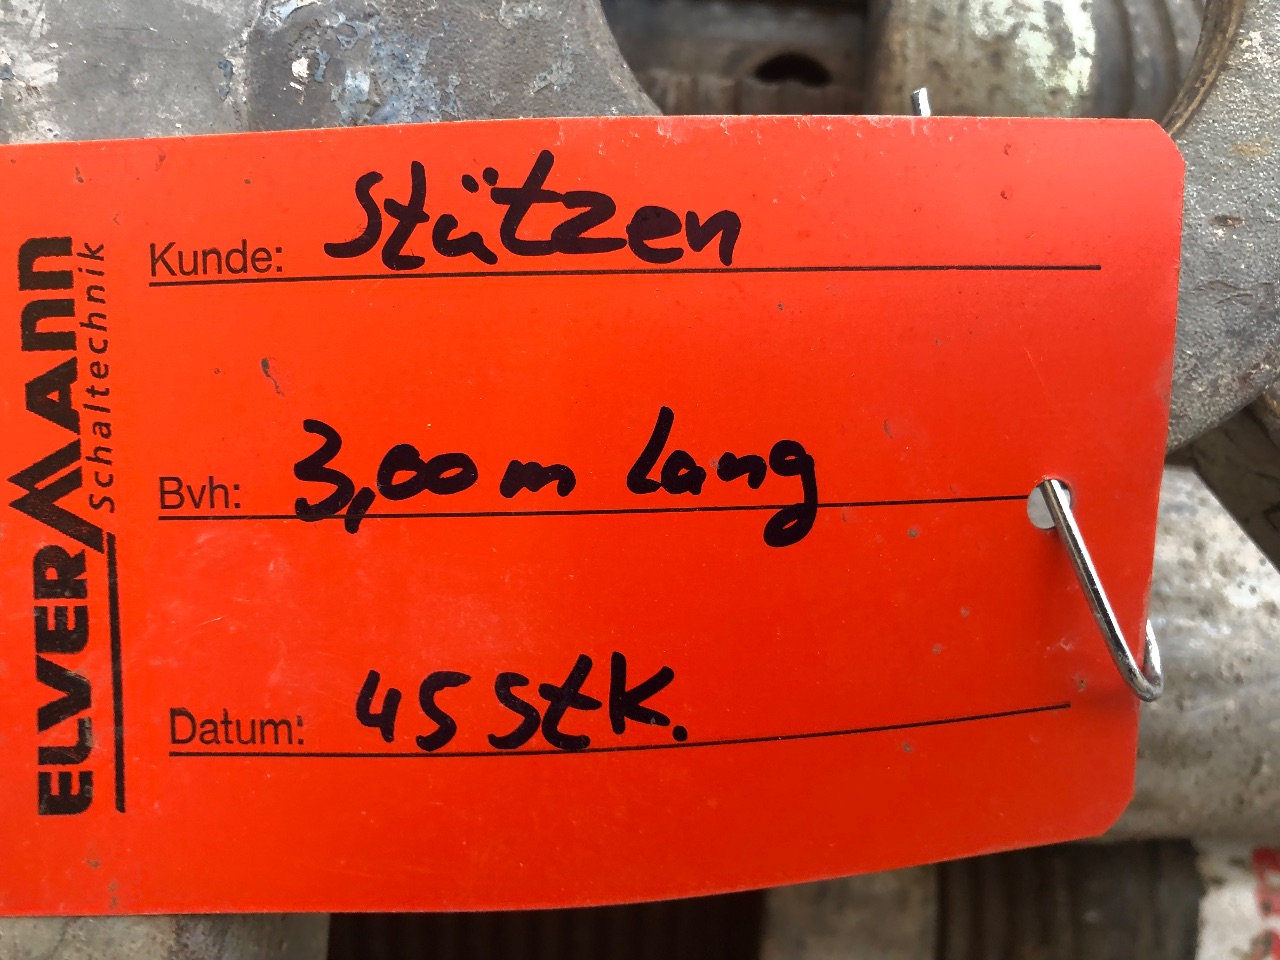 Kunde: Stützen
Bvh: 3,00 m Lang
Datum: 45 Stk.
ELVERMANN
Schaltechnik